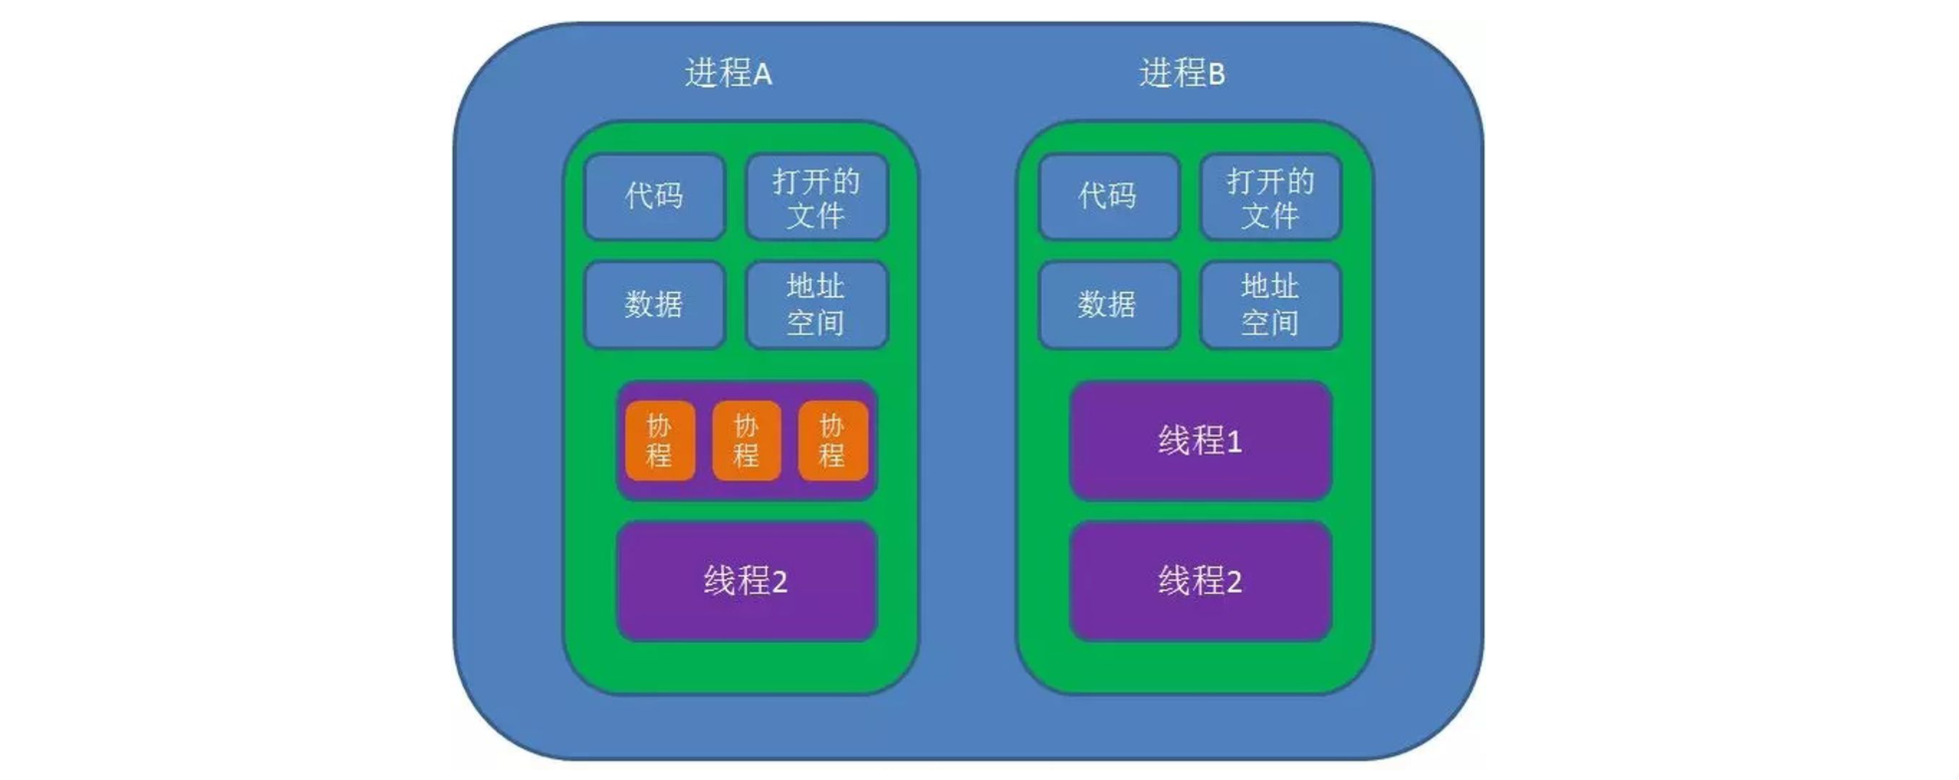 进程A
进程B
代码
打开的
文件
数据
地址
空间
协
程
协
程
协
程
线程2
代码
打开的
文件
数据
地址
空间
线程1
线程2